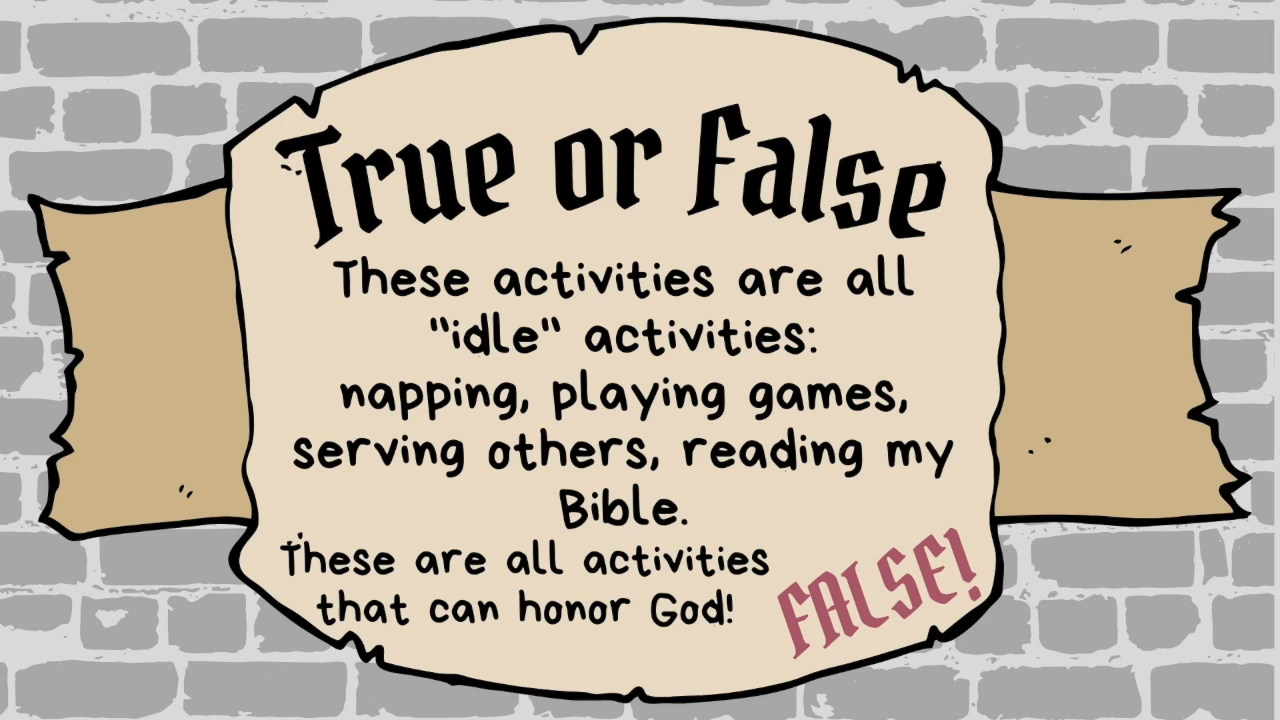 True or False
These activities are all
"idle" activities:
napping, playing games,
serving others, reading my
Bible.
These are all activities
that can honor God!
FALSE!